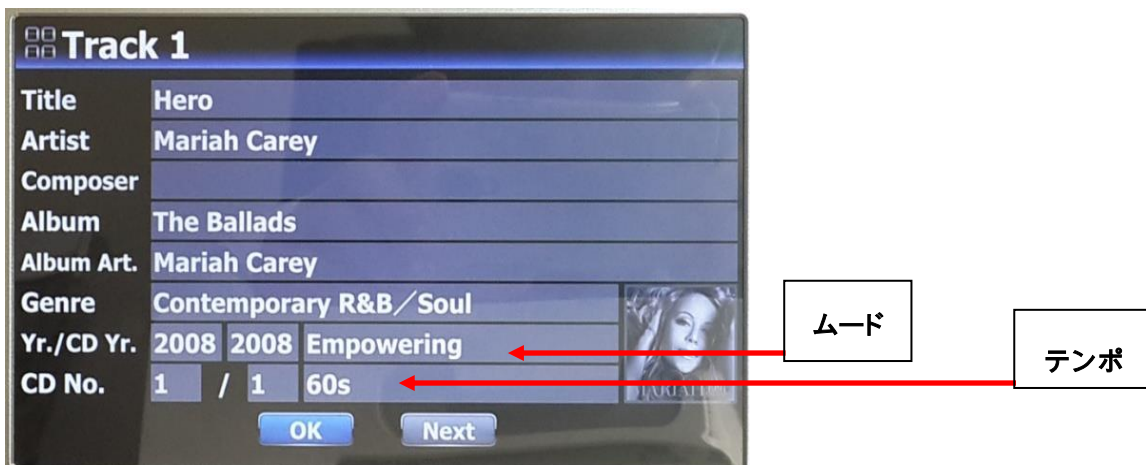 Track 1
Title Hero
Artist Mariah Carey
Composer
Album The Ballads
Album Art. Mariah Carey
Genre Contemporary R&B／Soul
Yr./CD Yr. 2008 2008 Empowering
CD No. 1 / 1 60s
OK Next
ムード
テンポ